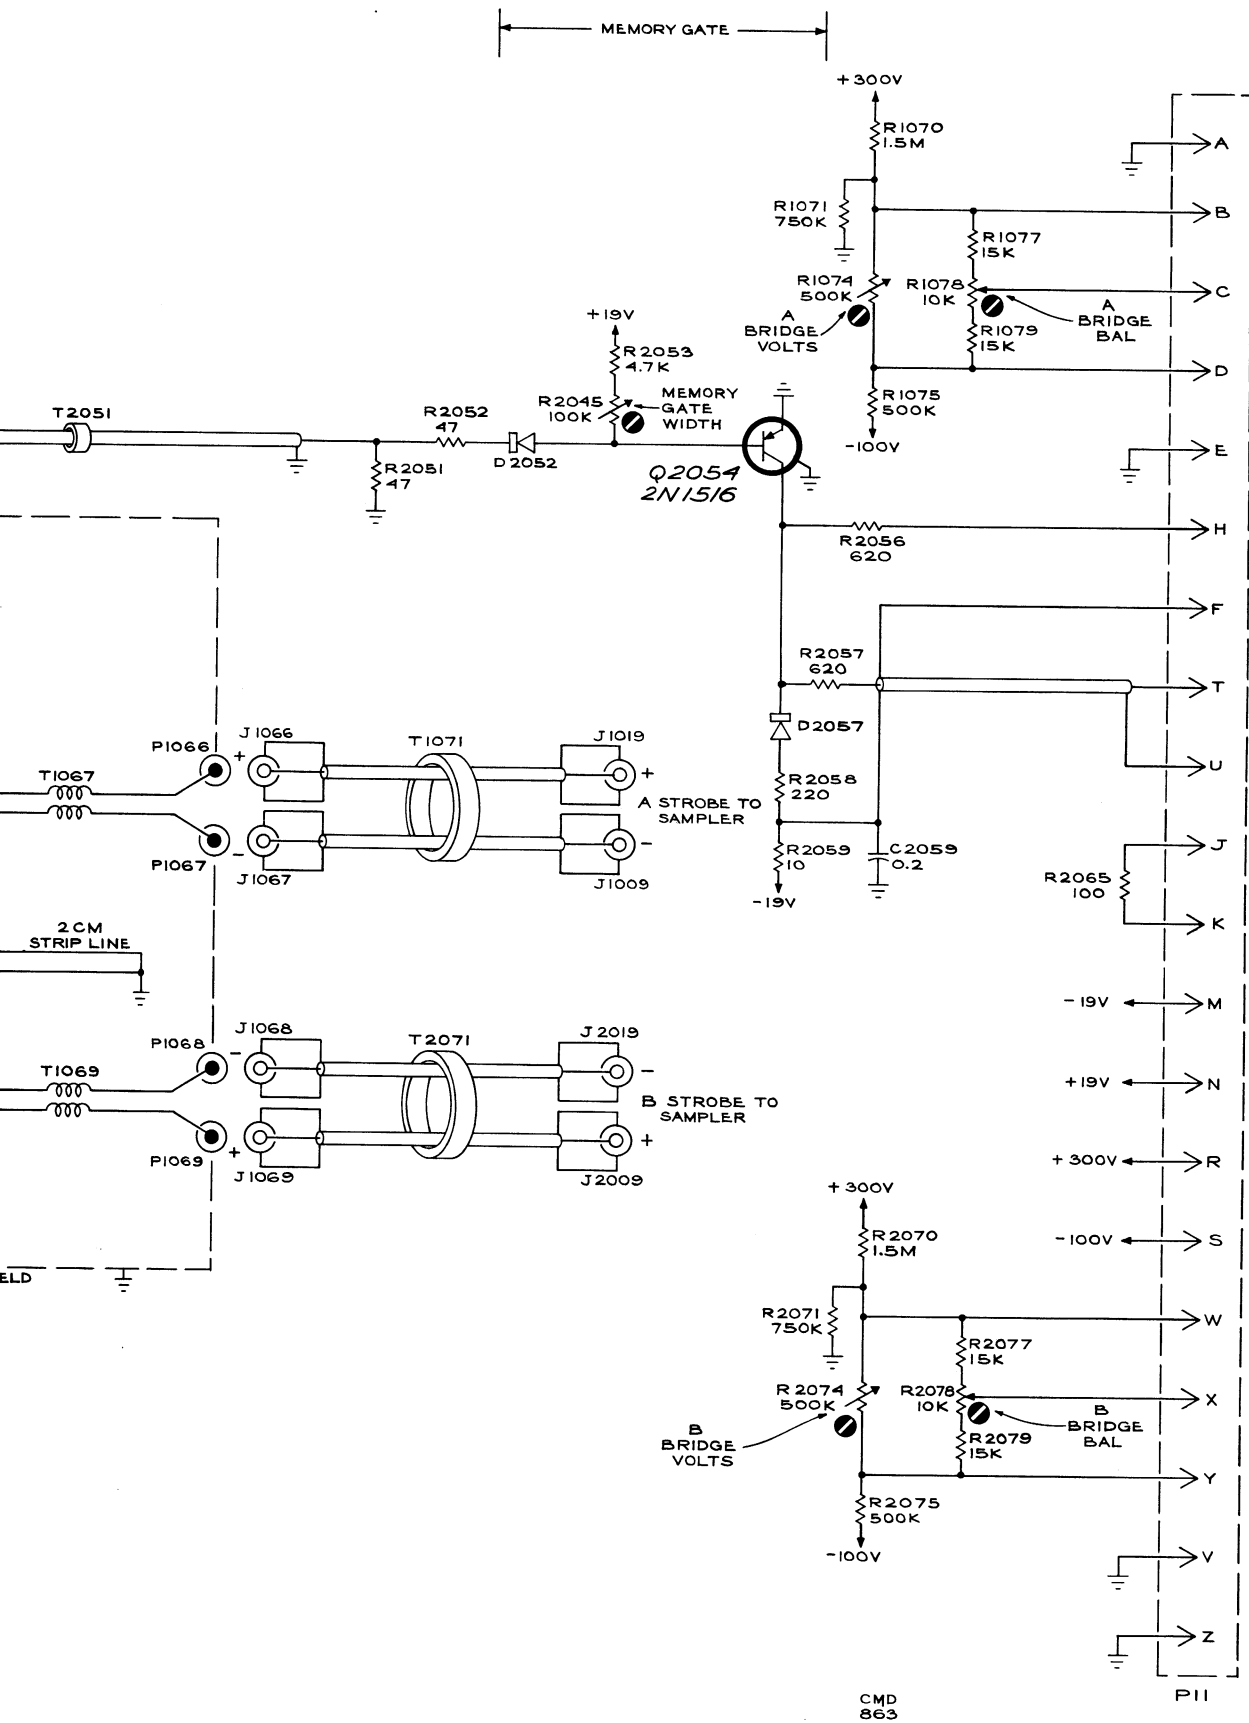 MEMORY GATE
+300V
R1070
1.5M
A
R1071
750K
B
R1077
15K
R1074
500K
R1078
10K
C
A
BRIDGE
VOLTS
A
BRIDGE
BAL
R1079
15K
+19V
R2053
4.7K
D
R1075
500K
-100V
R2045
100K
MEMORY
GATE
WIDTH
T2051
R2052
47
D2052
R2051
47
Q2054
2N1516
E
R2056
620
H
F
R2057
620
T
D2057
U
P1066
+
J1066
T1071
J1019
+
T1067
R2058
220
A STROBE TO
SAMPLER
P1067
-
J1067
-
J1009
R2059
10
C2059
0.2
-19V
J
R2065
100
K
2CM
STRIP LINE
-19V
M
P1068
-
J1068
T2071
J2019
-
T1069
+19V
N
B STROBE TO
SAMPLER
P1069
+
J1069
+
J2009
+300V
R
+300V
R2070
1.5M
-100V
S
ELD
R2071
750K
W
R2077
15K
R2074
500K
R2078
10K
X
B
BRIDGE
VOLTS
B
BRIDGE
BAL
R2079
15K
Y
R2075
500K
-100V
V
Z
P11
CMD
863